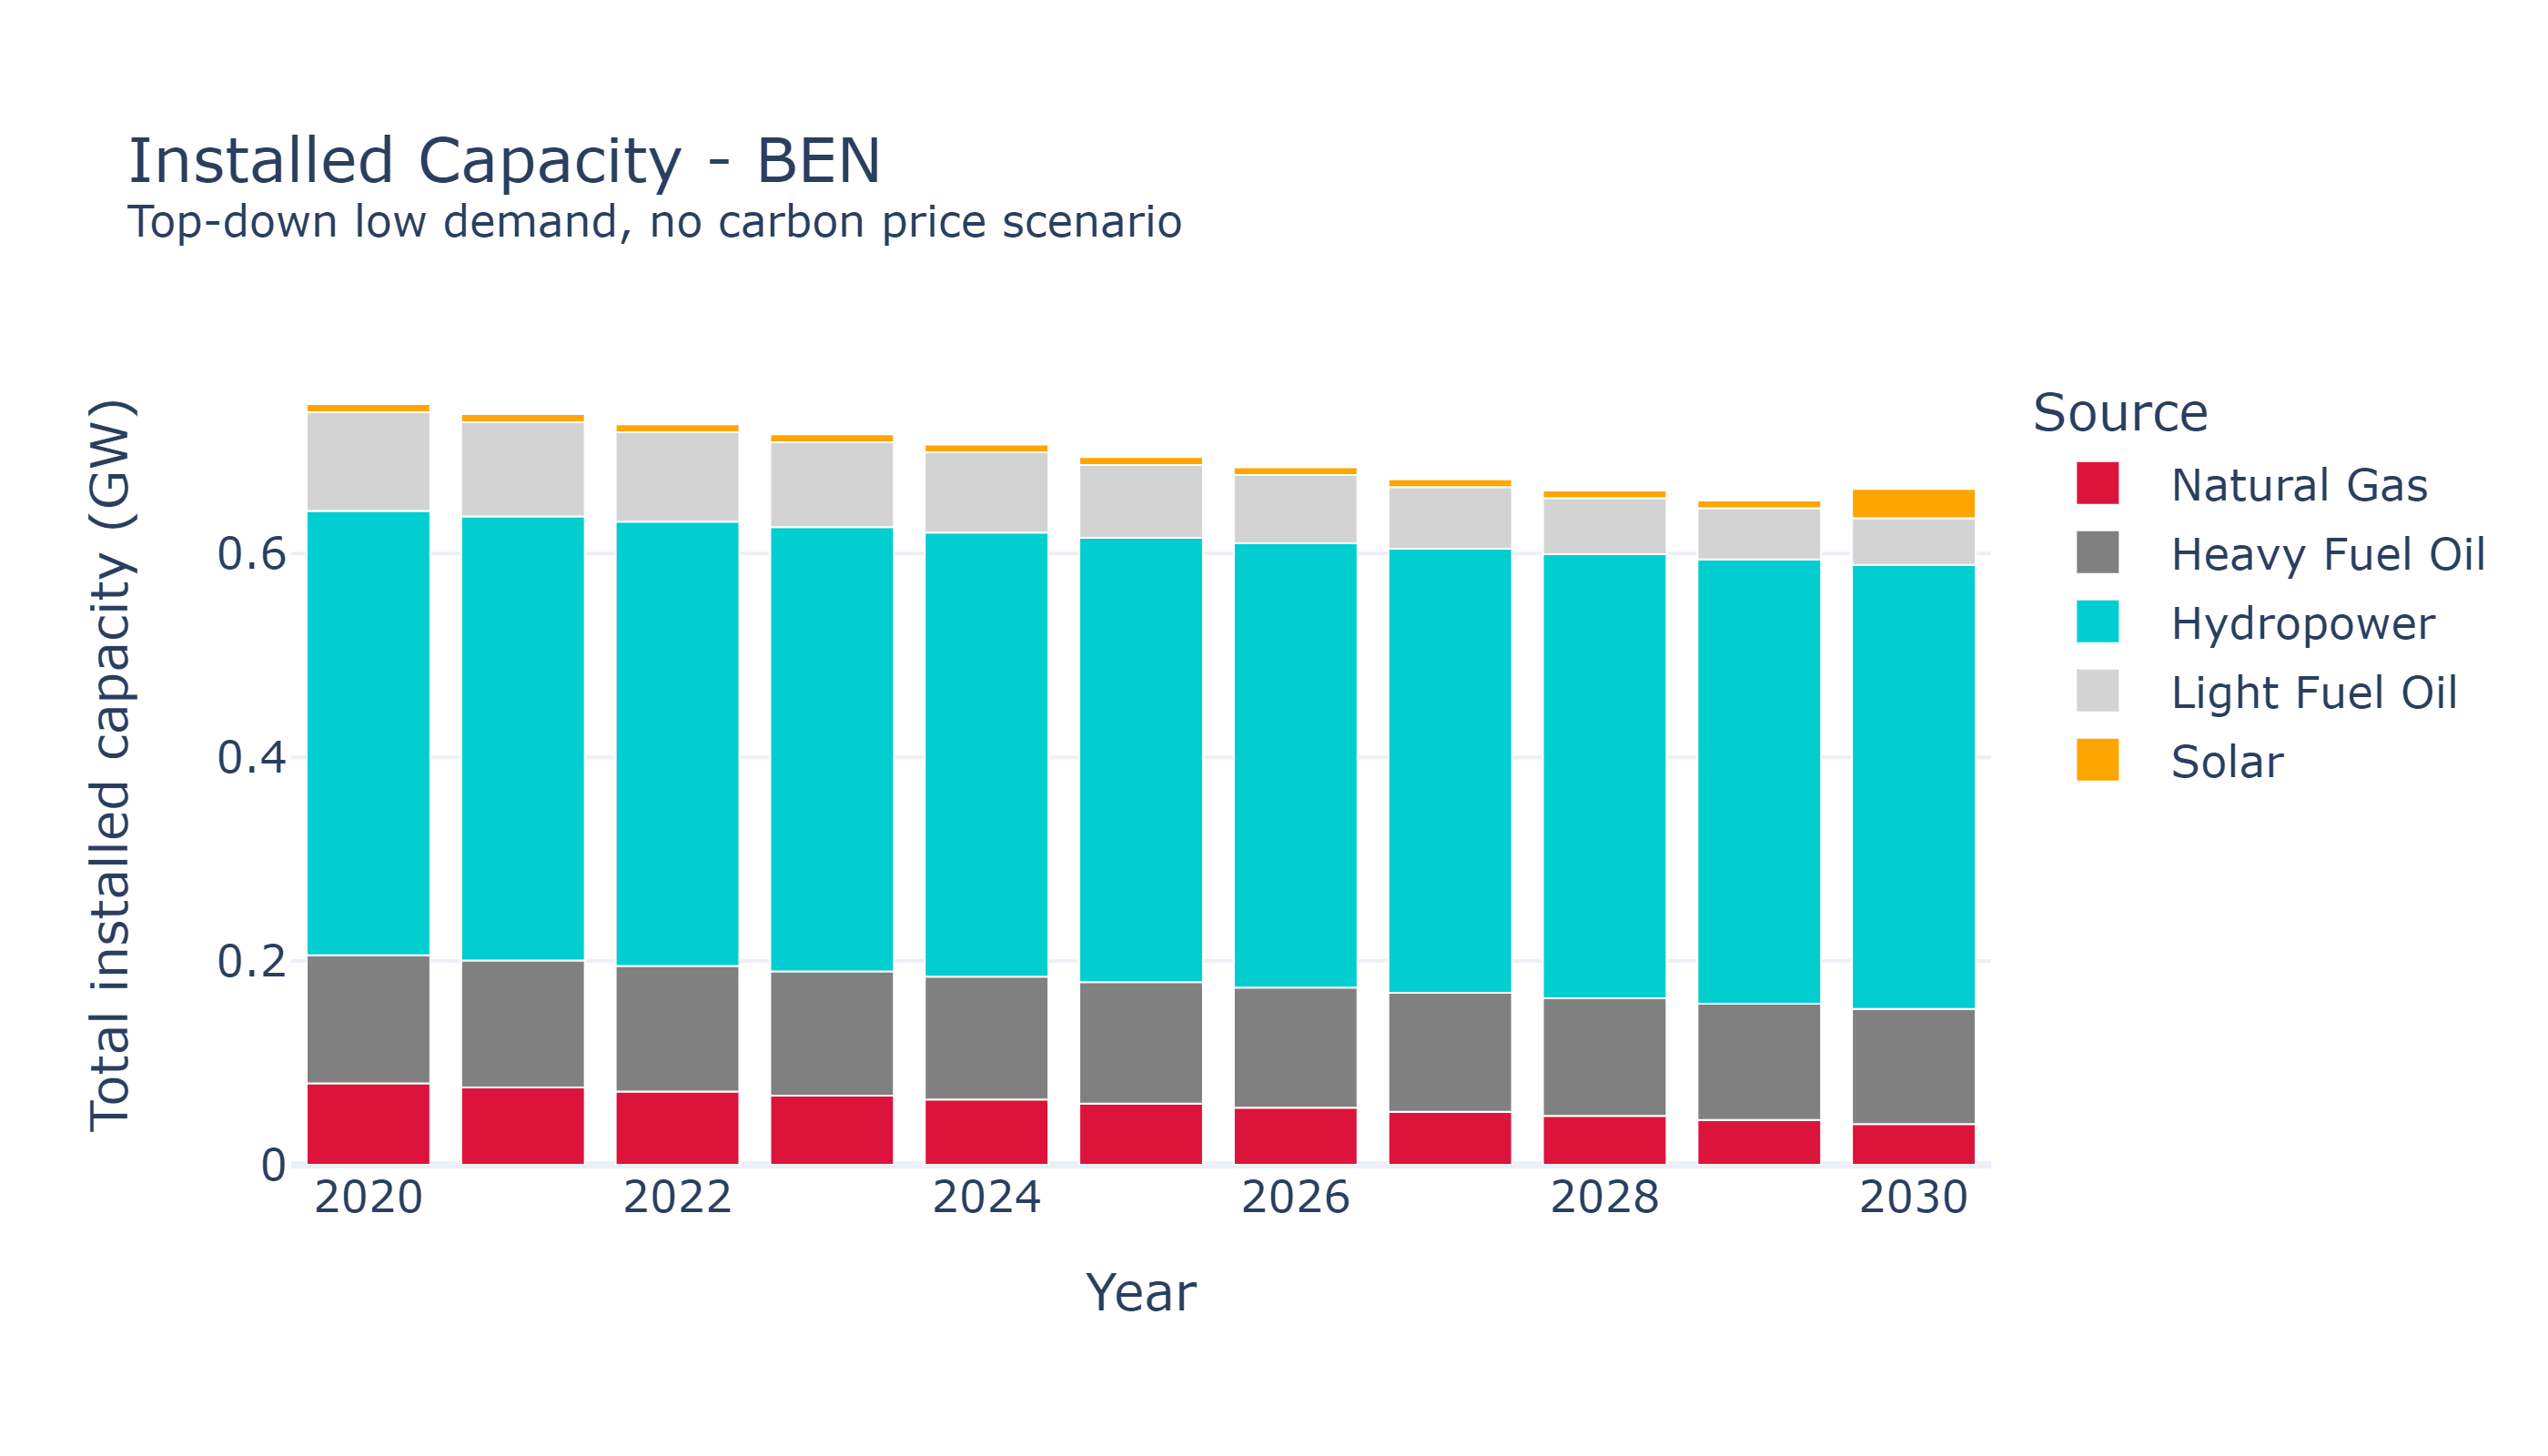 Installed Capacity - BEN
Top-down low demand, no carbon price scenario
Total installed capacity (GW)
0.6
0.4
0.2
0
2020
2022
2024
2026
2028
2030
Year
Source
Natural Gas
Heavy Fuel Oil
Hydropower
Light Fuel Oil
Solar